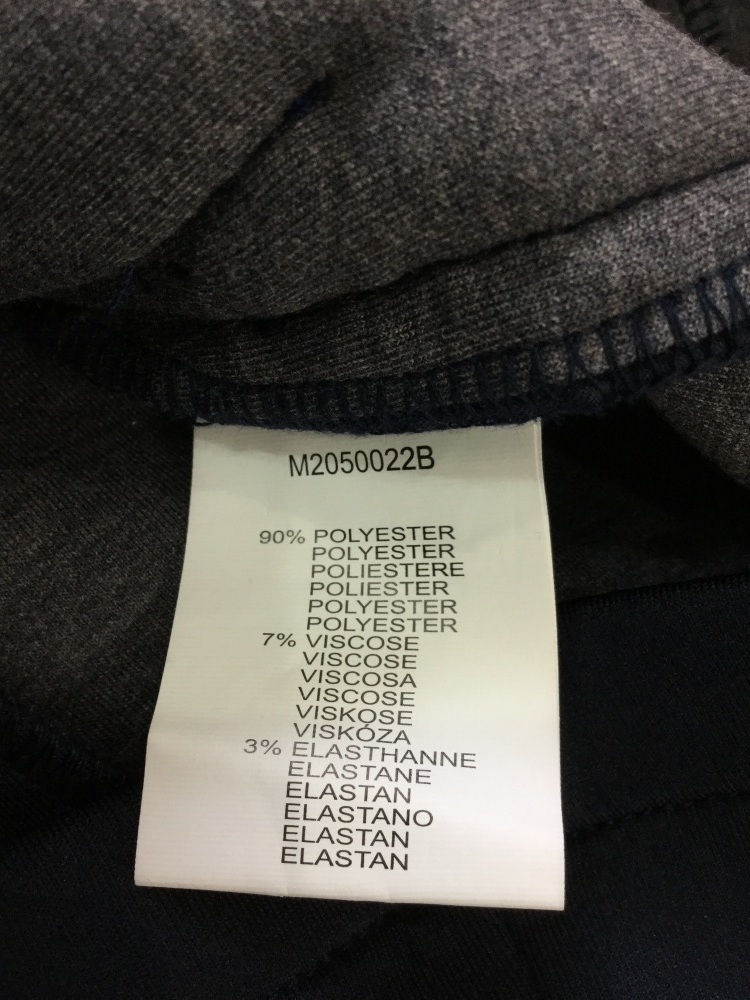 M2050022B
90% POLYESTER
POLYESTER
POLIESTERE
POLIESTER
POLYESTER
POLYESTER
7% VISCOSE
VISCOSE
VISCOSA
VISCOSE
VISKOSE
VISKÓZA
3% ELASTHANNE
ELASTANE
ELASTAN
ELASTANO
ELASTAN
ELASTAN